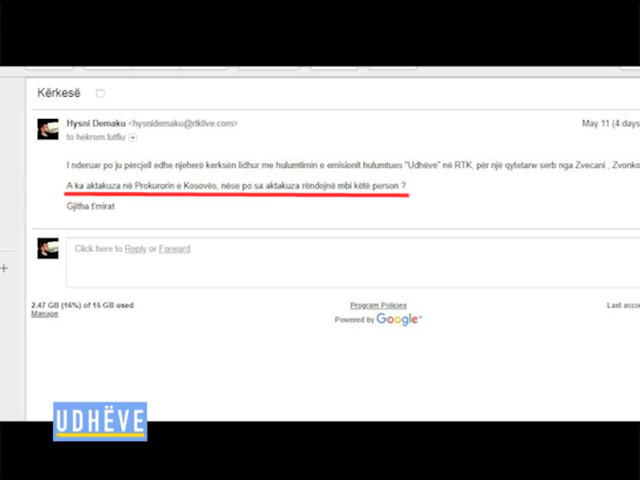 Kërkesë
Hysni Demaku <hysnidemaku@rtklive.com>
May 11 (4 days
to hekrem.lutfiu
I nderuar po ju përcjell edhe njeherë kerksën lidhur me hulumtimin e emisionit hulumtues "Udhëve" në RTK, për një qytetarw serb nga Zvecani , Zvonko
A ka aktakuza në Prokurorin e Kosovës, nëse po sa aktakuza rëndojnë mbi këtë person ?
Gjitha t'mirat
Click here to Reply or Forward
2.47 GB (16%) of 15 GB used
Manage
Program Policies
Powered by Google™
Last acco
UDHËVE